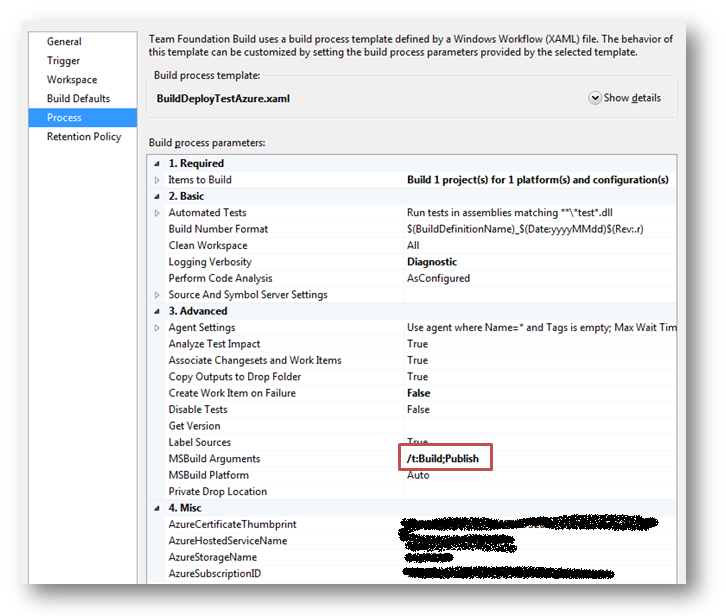 General
Trigger
Workspace
Build Defaults
Process
Retention Policy
Team Foundation Build uses a build process template defined by a Windows Workflow (XAML) file. The behavior of
this template can be customized by setting the build process parameters provided by the selected template.
Build process template:
BuildDeployTestAzure.xaml
Show details
Build process parameters:
1. Required
Items to Build Build 1 project(s) for 1 platform(s) and configuration(s)
2. Basic
Automated Tests Run tests in assemblies matching **\*test*.dll
Build Number Format $(BuildDefinitionName)_$(Date:yyyyMMdd)$(Rev:.r)
Clean Workspace All
Logging Verbosity Diagnostic
Perform Code Analysis AsConfigured
Source And Symbol Server Settings
3. Advanced
Agent Settings Use agent where Name=* and Tags is empty; Max Wait Tim
Analyze Test Impact True
Associate Changesets and Work Items True
Copy Outputs to Drop Folder True
Create Work Item on Failure False
Disable Tests False
Get Version
Label Sources True
MSBuild Arguments /t:Build;Publish
MSBuild Platform Auto
Private Drop Location
4. Misc
AzureCertificateThumbprint
AzureHostedServiceName
AzureStorageName
AzureSubscriptionID